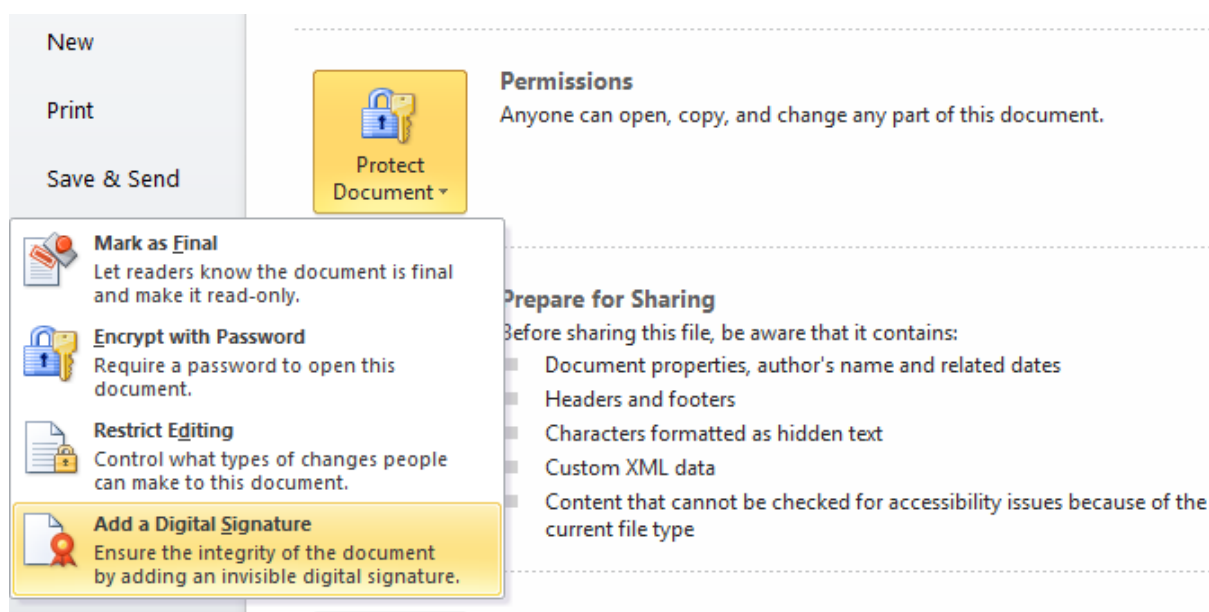 New
Print
Save & Send
Protect
Document
Permissions
Anyone can open, copy, and change any part of this document.
Mark as Final
Let readers know the document is final
and make it read-only.
Encrypt with Password
Require a password to open this
document.
Restrict Editing
Control what types of changes people
can make to this document.
Add a Digital Signature
Ensure the integrity of the document
by adding an invisible digital signature.
Prepare for Sharing
Before sharing this file, be aware that it contains:
Document properties, author's name and related dates
Headers and footers
Characters formatted as hidden text
Custom XML data
Content that cannot be checked for accessibility issues because of the
current file type